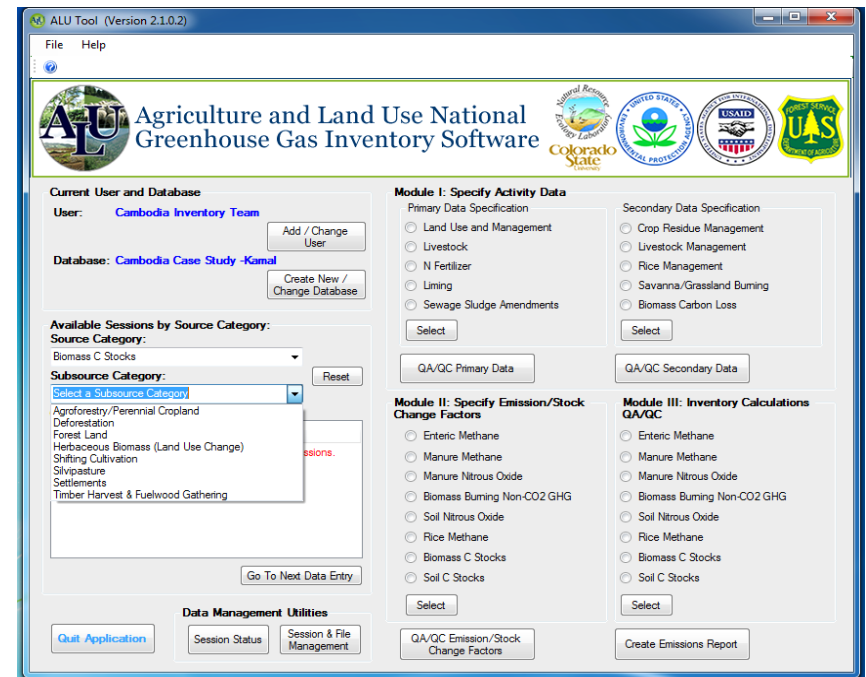 ALU Tool (Version 2.1.0.2)
File Help
ALU
Agriculture and Land Use National
Greenhouse Gas Inventory Software
Natural Resource
Ecology Laboratory
Colorado
State
University
UNITED STATES
ENVIRONMENTAL PROTECTION AGENCY
USAID
FOREST SERVICE
UAS
DEPARTMENT OF AGRICULTURE
Current User and Database
User: Cambodia Inventory Team
Add / Change
User
Database: Cambodia Case Study -Kamal
Create New /
Change Database
Available Sessions by Source Category:
Source Category:
Biomass C Stocks
Subsource Category:
Reset
Select a Subsource Category
Agroforestry/Perennial Cropland
Deforestation
Forest Land
Herbaceous Biomass (Land Use Change)
Shifting Cultivation
Silvipasture
Settlements
Timber Harvest & Fuelwood Gathering
ssions.
Go To Next Data Entry
Data Management Utilities
Quit Application
Session Status
Session & File
Management
Module I: Specify Activity Data
Primary Data Specification
Land Use and Management
Livestock
N Fertilizer
Liming
Sewage Sludge Amendments
Select
QA/QC Primary Data
Secondary Data Specification
Crop Residue Management
Livestock Management
Rice Management
Savanna/Grassland Burning
Biomass Carbon Loss
Select
QA/QC Secondary Data
Module II: Specify Emission/Stock
Change Factors
Enteric Methane
Manure Methane
Manure Nitrous Oxide
Biomass Burning Non-CO2 GHG
Soil Nitrous Oxide
Rice Methane
Biomass C Stocks
Soil C Stocks
Select
QA/QC Emission/Stock
Change Factors
Module III: Inventory Calculations
QA/QC
Enteric Methane
Manure Methane
Manure Nitrous Oxide
Biomass Burning Non-CO2 GHG
Soil Nitrous Oxide
Rice Methane
Biomass C Stocks
Soil C Stocks
Select
Create Emissions Report